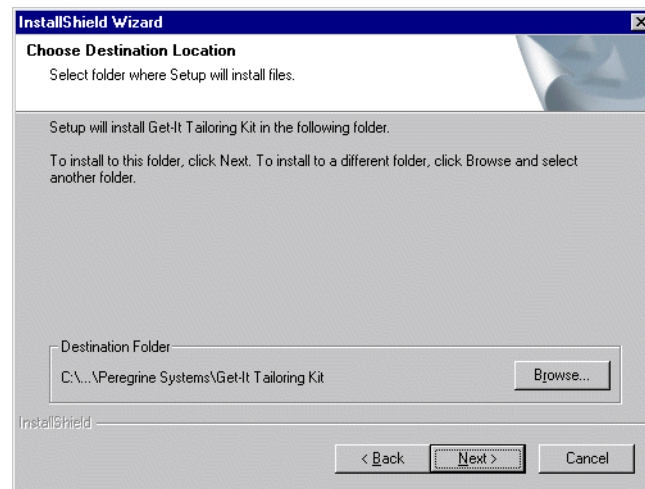 InstallShield Wizard
Choose Destination Location
Select folder where Setup will install files.
Setup will install Get-It Tailoring Kit in the following folder.
To install to this folder, click Next. To install to a different folder, click Browse and select
another folder.
Destination Folder
C:\...\Peregrine Systems\Get-It Tailoring Kit
Browse...
InstallShield
< Back
Next >
Cancel